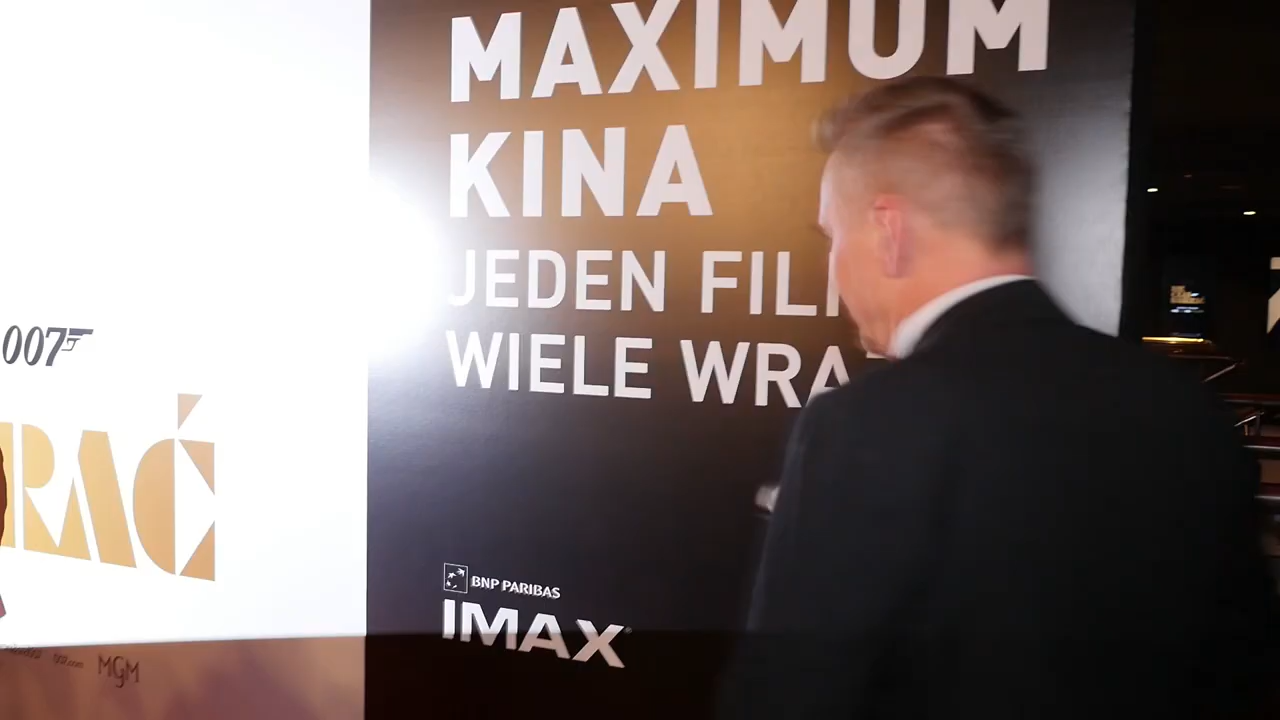 MAXIMUM
KINA
JEDEN FIL
WIELE WRA
007
RAĆ
BNP PARIBAS
IMAX
MGM